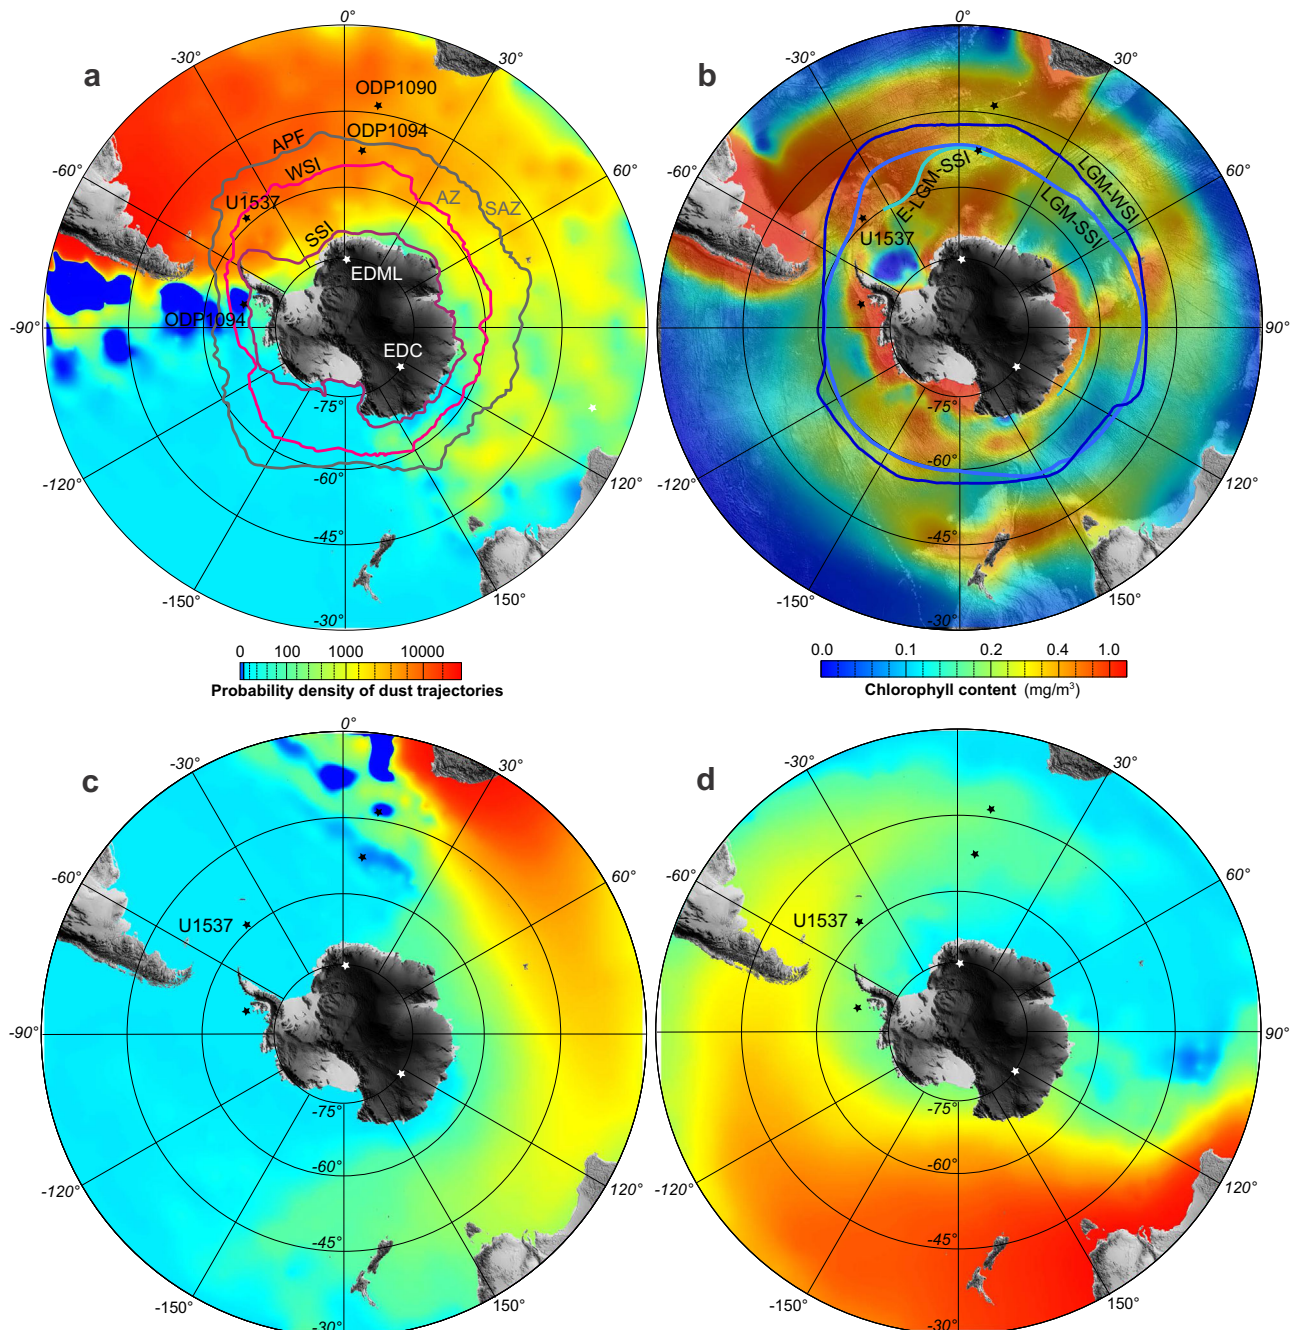 a
0°
-30°
30°
ODP1090
ODP1094
APF
WSI
-60°
U1537
AZ
SAZ
SSI
EDML
-90°
ODP1094
EDC
-75°
-120°
-60°
120°
-45°
-150°
150°
-30°
0 100 1000 10000
Probability density of dust trajectories
b
0°
-30°
30°
-60°
60°
E-LGM-SSI
LGM-WSI
LGM-SSI
U1537
90°
-75°
-60°
-120°
120°
-45°
-150°
150°
-30°
0.0 0.1 0.2 0.4 1.0
Chlorophyll content (mg/m³)
c
0°
-30°
30°
-60°
60°
U1537
-90°
-75°
-60°
-120°
120°
-45°
-150°
150°
-30°
d
0°
-30°
30°
-60°
60°
U1537
90°
-75°
-60°
-120°
120°
-45°
-150°
150°
-30°